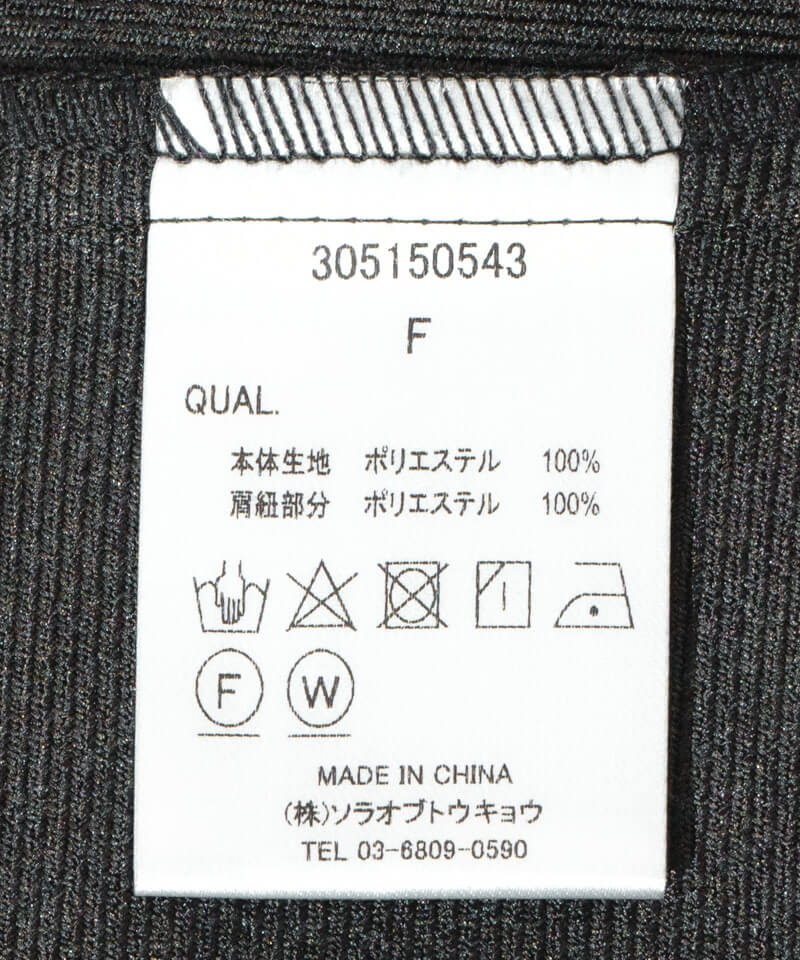 305150543
F
QUAL.
本体生地 ポリエステル 100%
肩紐部分 ポリエステル 100%
F W
MADE IN CHINA
(株)ソラオブトウキョウ
TEL 03-6809-0590